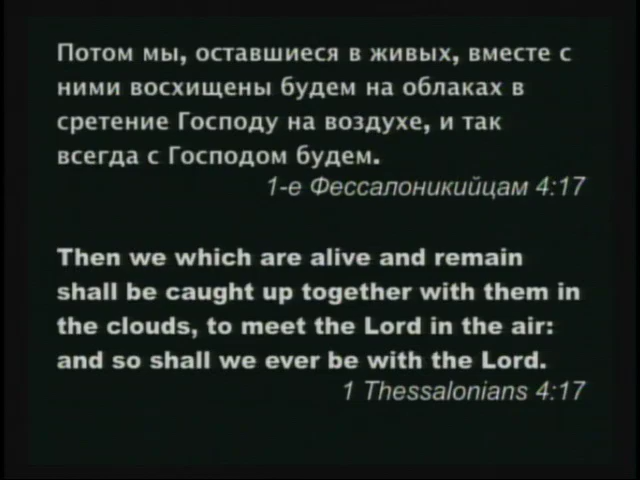 Потом мы, оставшиеся в живых, вместе с
ними восхищены будем на облаках в
сретение Господу на воздухе, и так
всегда с Господом будем.
1-е Фессалоникийцам 4:17
Then we which are alive and remain
shall be caught up together with them in
the clouds, to meet the Lord in the air:
and so shall we ever be with the Lord.
1 Thessalonians 4:17